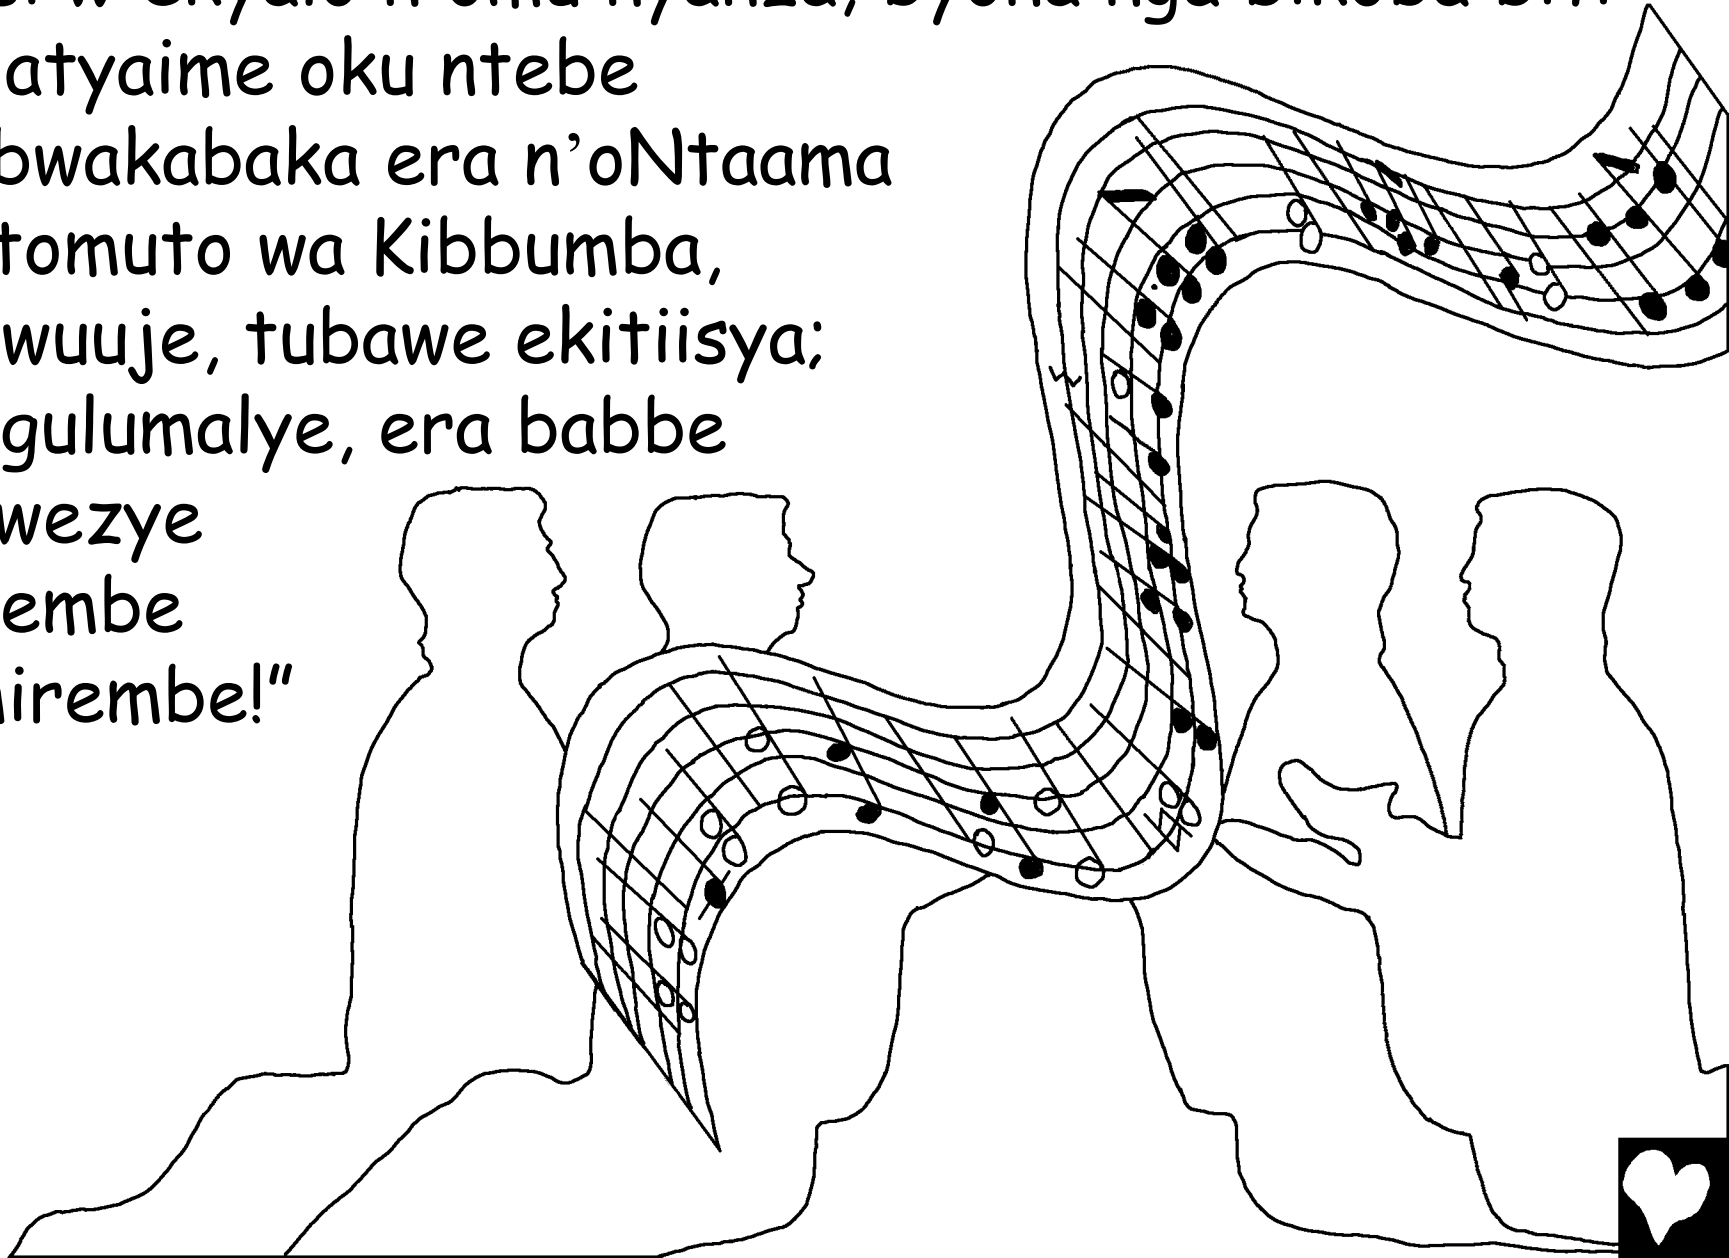 atyaime oku ntebe
bwakabaka era n’oNtaama
tomuto wa Kibbumba,
wuuje, tubawe ekitiisya;
gulumalye, era babbe
wezye
embe
irembe!”